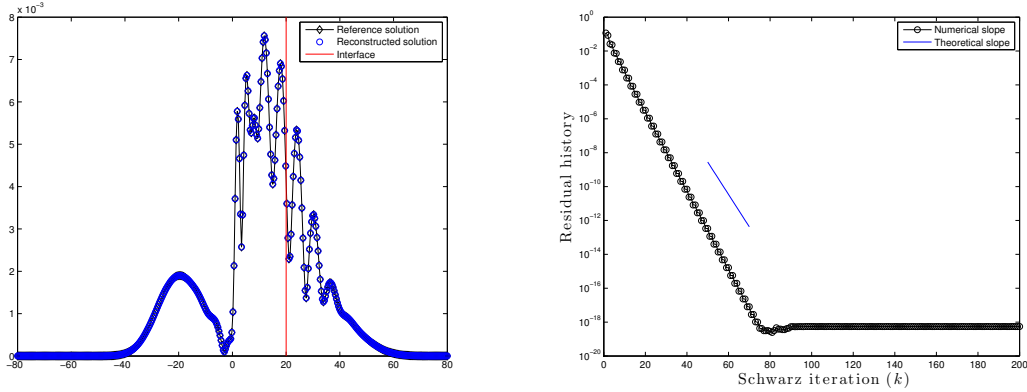 x 10⁻³
8
7
6
5
4
3
2
1
0
−80 −60 −40 −20 0 20 40 60 80
Reference solution
Reconstructed solution
Interface
Residual history
10⁰
10⁻²
10⁻⁴
10⁻⁶
10⁻⁸
10⁻¹⁰
10⁻¹²
10⁻¹⁴
10⁻¹⁶
10⁻¹⁸
10⁻²⁰
0 20 40 60 80 100 120 140 160 180 200
Schwarz iteration (k)
Numerical slope
Theoretical slope